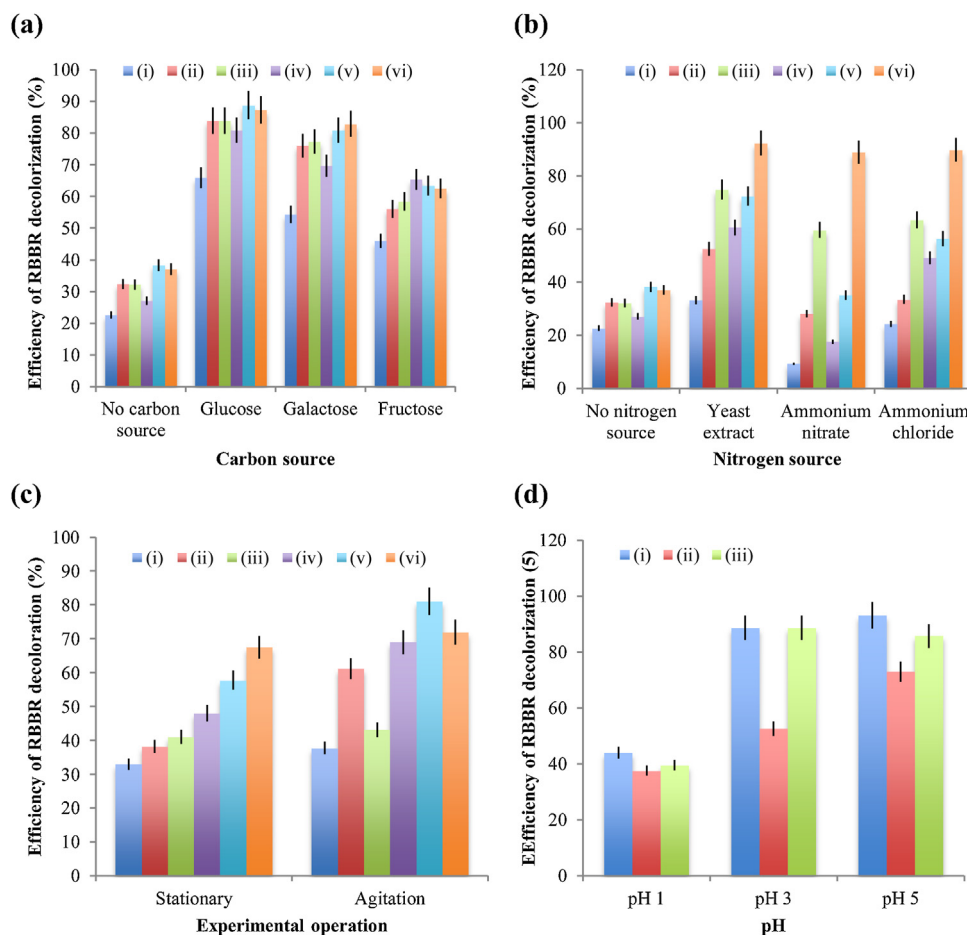 (a)
Efficiency of RBBR decolorization (%)
100
90
80
70
60
50
40
30
20
10
0
(i) (ii) (iii) (iv) (v) (vi)
No carbon Glucose Galactose Fructose
source
Carbon source
(b)
Efficiency of RBBR decolorization (%)
120
100
80
60
40
20
0
(i) (ii) (iii) (iv) (v) (vi)
No nitrogen Yeast Ammonium Ammonium
source extract nitrate chloride
Nitrogen source
(c)
Efficiency of RBBR decoloration (%)
100
90
80
70
60
50
40
30
20
10
0
(i) (ii) (iii) (iv) (v) (vi)
Stationary Agitation
Experimental operation
(d)
EEfficiency of RBBR decolorization (5)
120
100
80
60
40
20
0
(i) (ii) (iii)
pH 1 pH 3 pH 5
pH